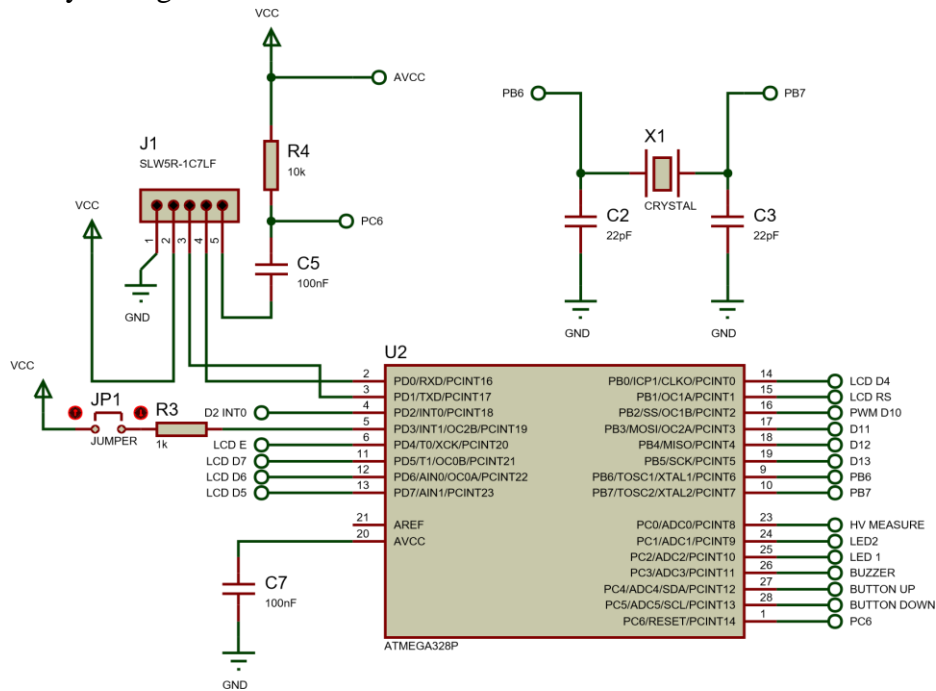 VCC
AVCC
PB6
PB7
J1
SLW5R-1C7LF
R4
10k
X1
CRYSTAL
VCC
1
2
3
4
5
PC6
C5
100nF
C2
22pF
C3
22pF
GND
GND
GND
U2
VCC
JP1
JUMPER
R3
1k
D2 INT0
LCD E
LCD D7
LCD D6
LCD D5
2 PD0/RXD/PCINT16
3 PD1/TXD/PCINT17
4 PD2/INT0/PCINT18
5 PD3/INT1/OC2B/PCINT19
6 PD4/T0/XCK/PCINT20
11 PD5/T1/OC0B/PCINT21
12 PD6/AIN0/OC0A/PCINT22
13 PD7/AIN1/PCINT23
21 AREF
20 AVCC
PB0/ICP1/CLKO/PCINT0 14 LCD D4
PB1/OC1A/PCINT1 15 LCD RS
PB2/SS/OC1B/PCINT2 16 PWM D10
PB3/MOSI/OC2A/PCINT3 17 D11
PB4/MISO/PCINT4 18 D12
PB5/SCK/PCINT5 19 D13
PB6/TOSC1/XTAL1/PCINT6 9 PB6
PB7/TOSC2/XTAL2/PCINT7 10 PB7
PC0/ADC0/PCINT8 23 HV MEASURE
PC1/ADC1/PCINT9 24 LED2
PC2/ADC2/PCINT10 25 LED 1
PC3/ADC3/PCINT11 26 BUZZER
PC4/ADC4/SDA/PCINT12 27 BUTTON UP
PC5/ADC5/SCL/PCINT13 28 BUTTON DOWN
PC6/RESET/PCINT14 1 PC6
C7
100nF
ATMEGA328P
GND